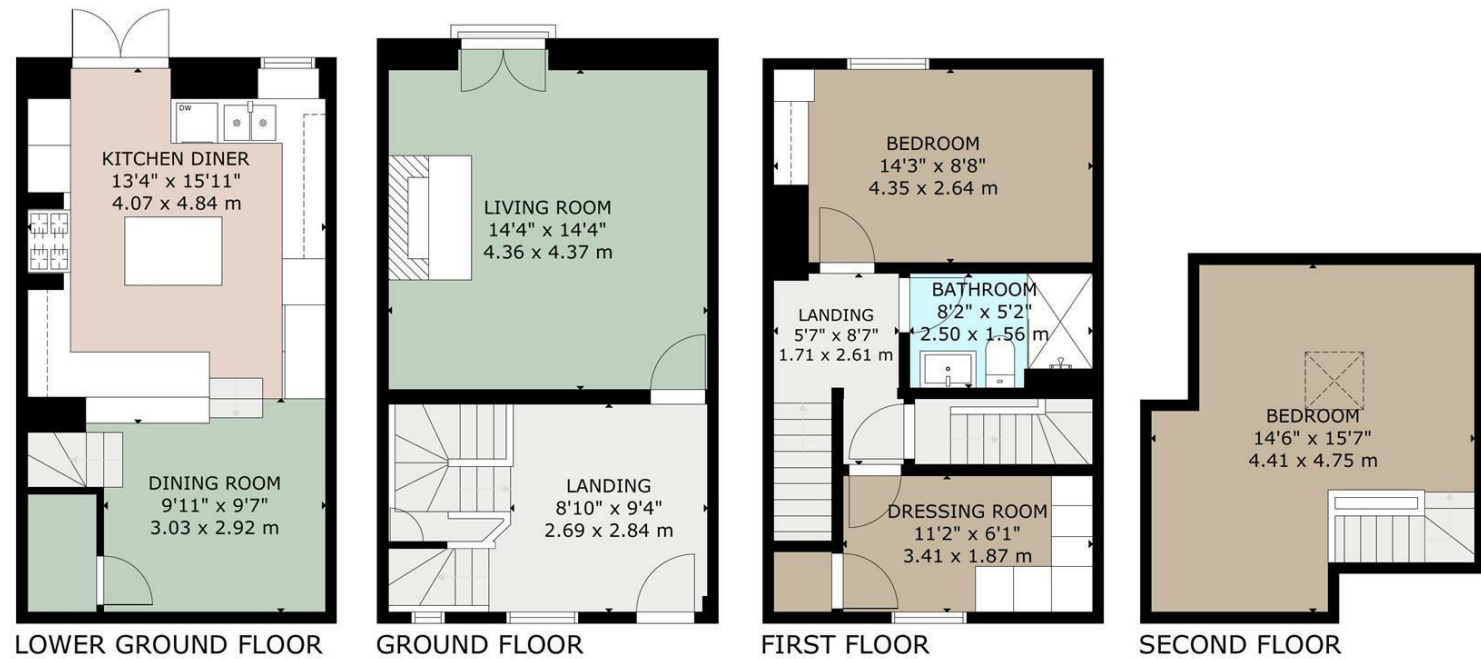 DW
KITCHEN DINER
13'4" x 15'11"
4.07 x 4.84 m
DINING ROOM
9'11" x 9'7"
3.03 x 2.92 m
LOWER GROUND FLOOR
LIVING ROOM
14'4" x 14'4"
4.36 x 4.37 m
LANDING
8'10" x 9'4"
2.69 x 2.84 m
GROUND FLOOR
BEDROOM
14'3" x 8'8"
4.35 x 2.64 m
LANDING
5'7" x 8'7"
1.71 x 2.61 m
BATHROOM
8'2" x 5'2"
2.50 x 1.56 m
DRESSING ROOM
11'2" x 6'1"
3.41 x 1.87 m
FIRST FLOOR
BEDROOM
14'6" x 15'7"
4.41 x 4.75 m
SECOND FLOOR